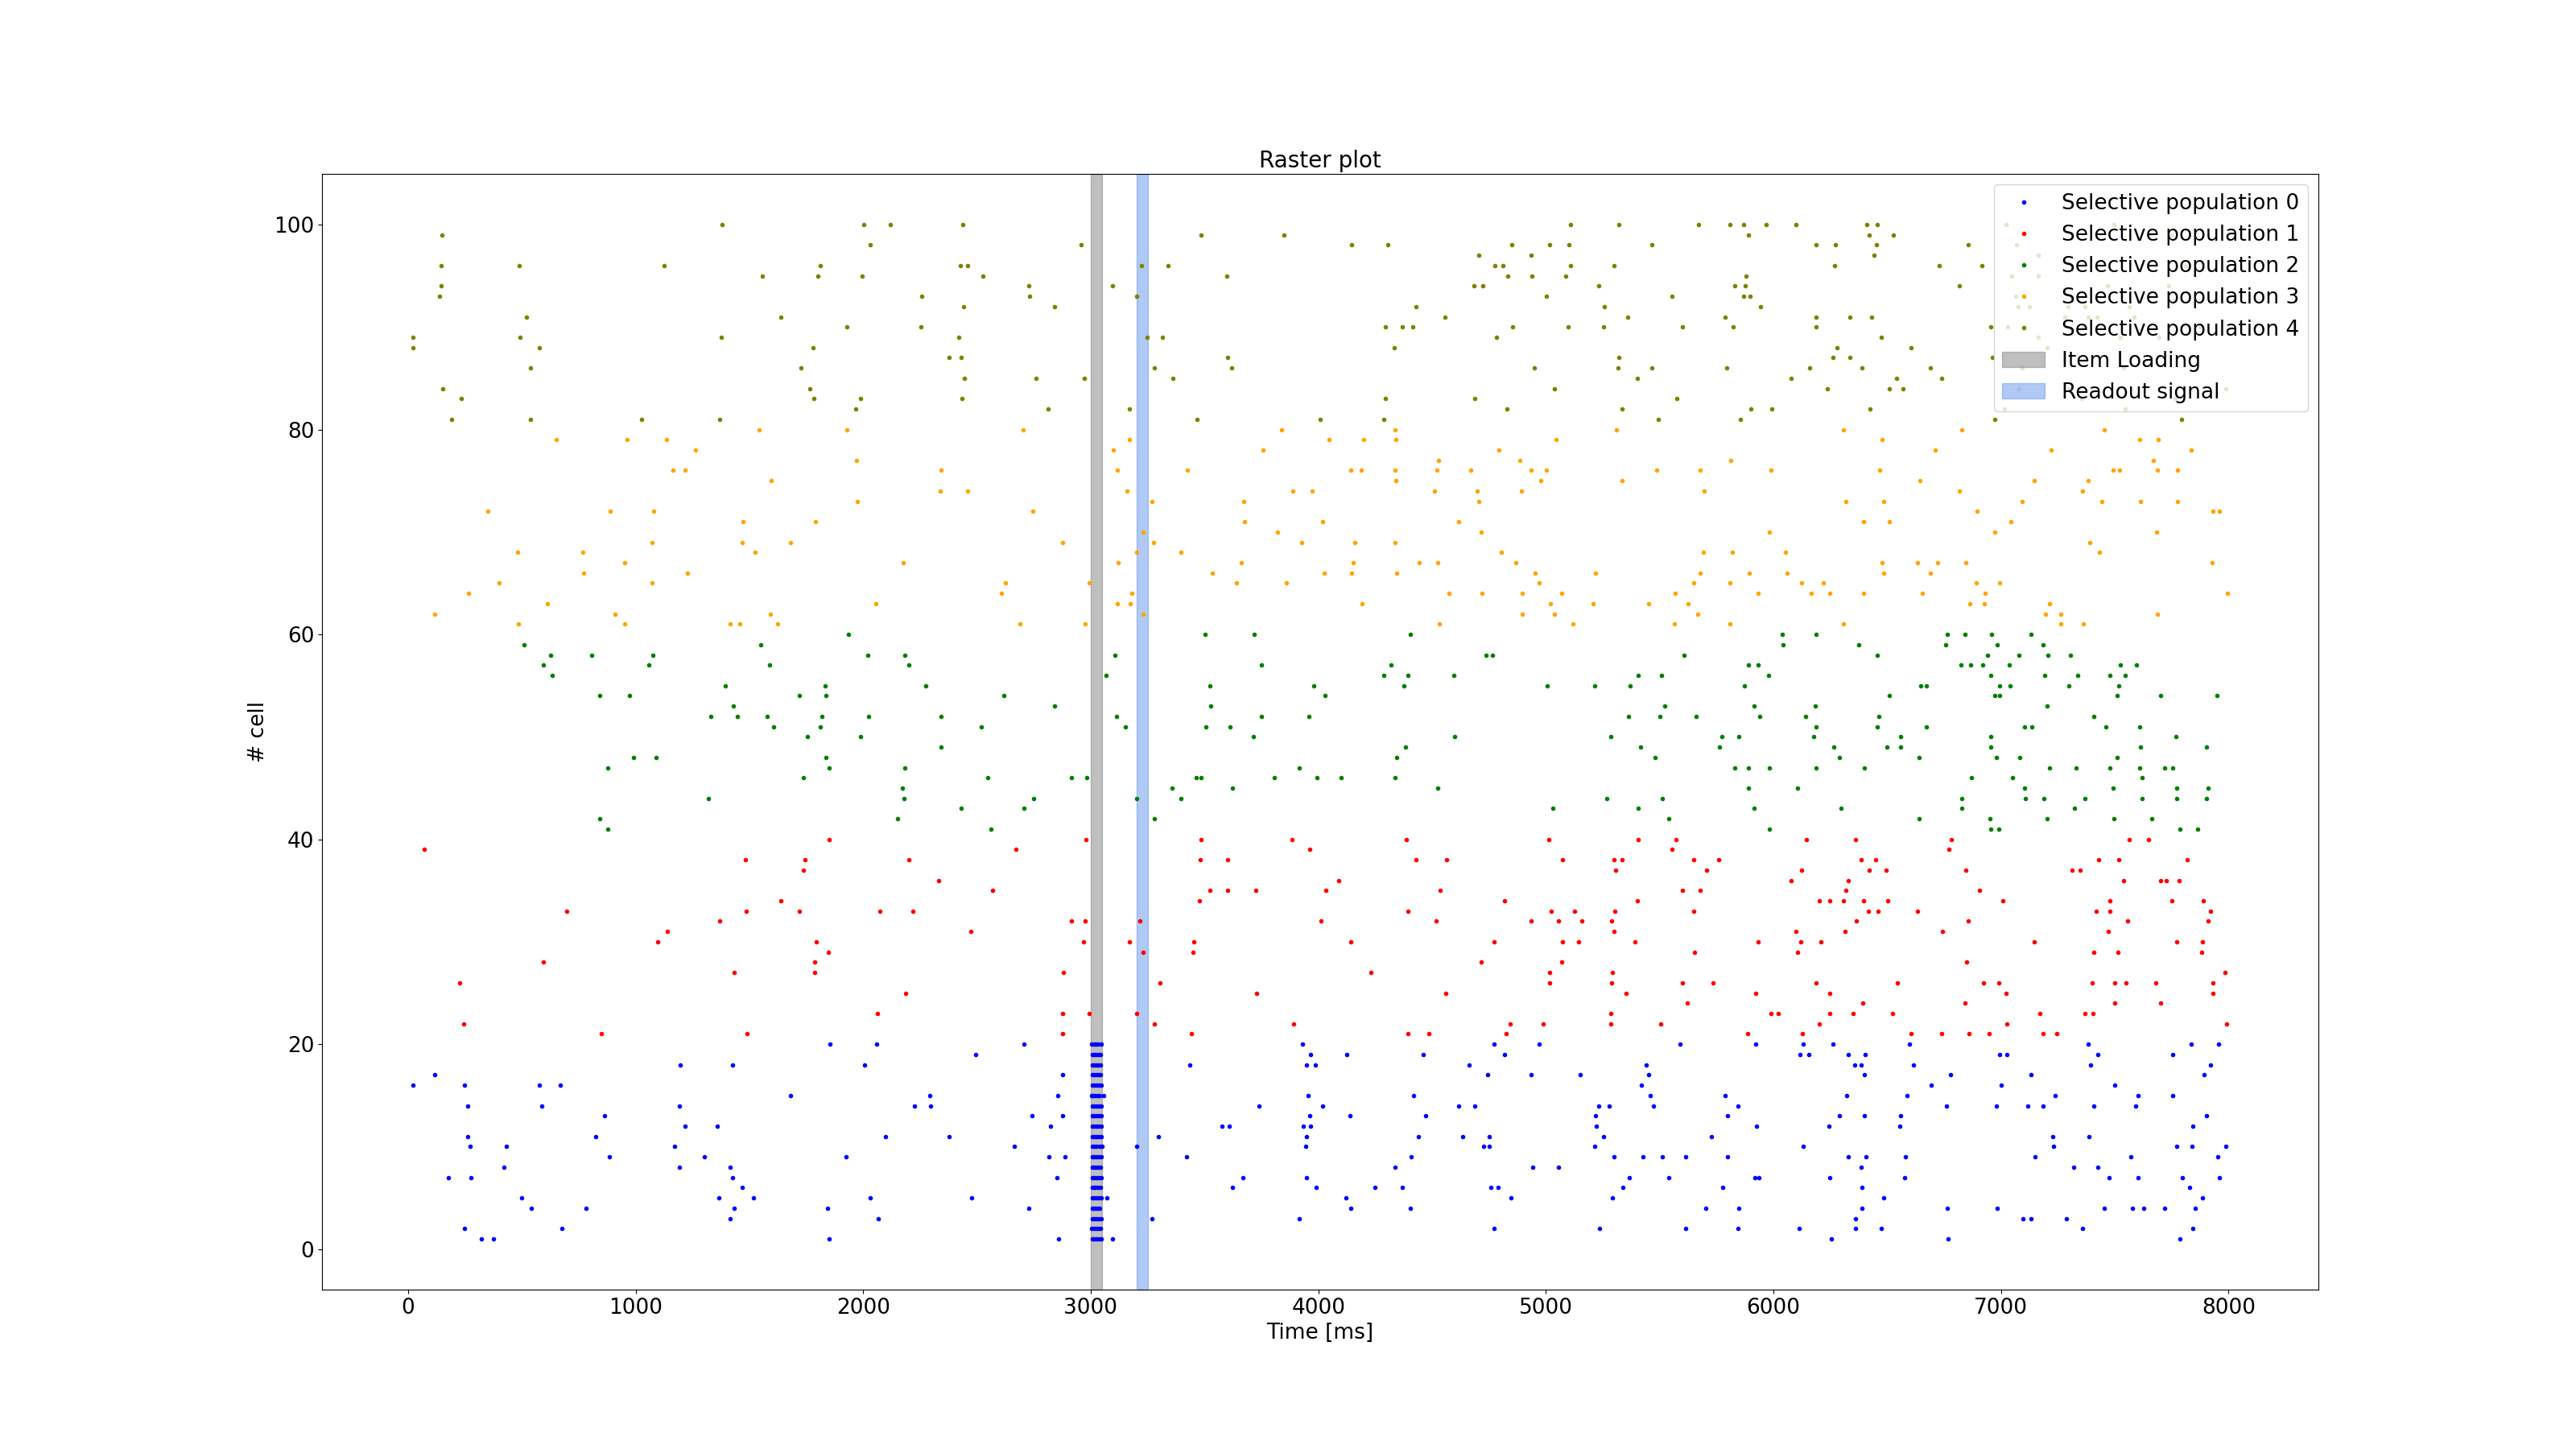 Raster plot
100
80
60
40
20
0
# cell
0 1000 2000 3000 4000 5000 6000 7000 8000
Time [ms]
Selective population 0
Selective population 1
Selective population 2
Selective population 3
Selective population 4
Item Loading
Readout signal